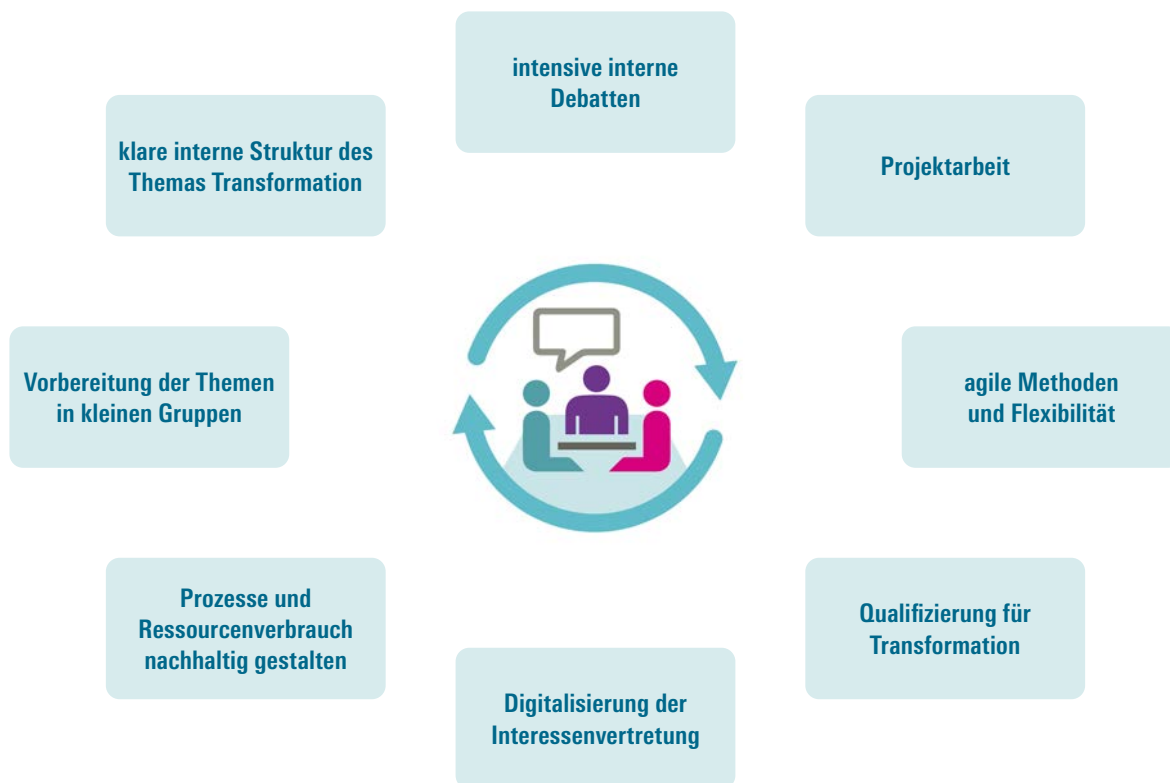 intensive interne
Debatten
klare interne Struktur des
Themas Transformation
Projektarbeit
Vorbereitung der Themen
in kleinen Gruppen
agile Methoden
und Flexibilität
Prozesse und
Ressourcenverbrauch
nachhaltig gestalten
Qualifizierung für
Transformation
Digitalisierung der
Interessenvertretung